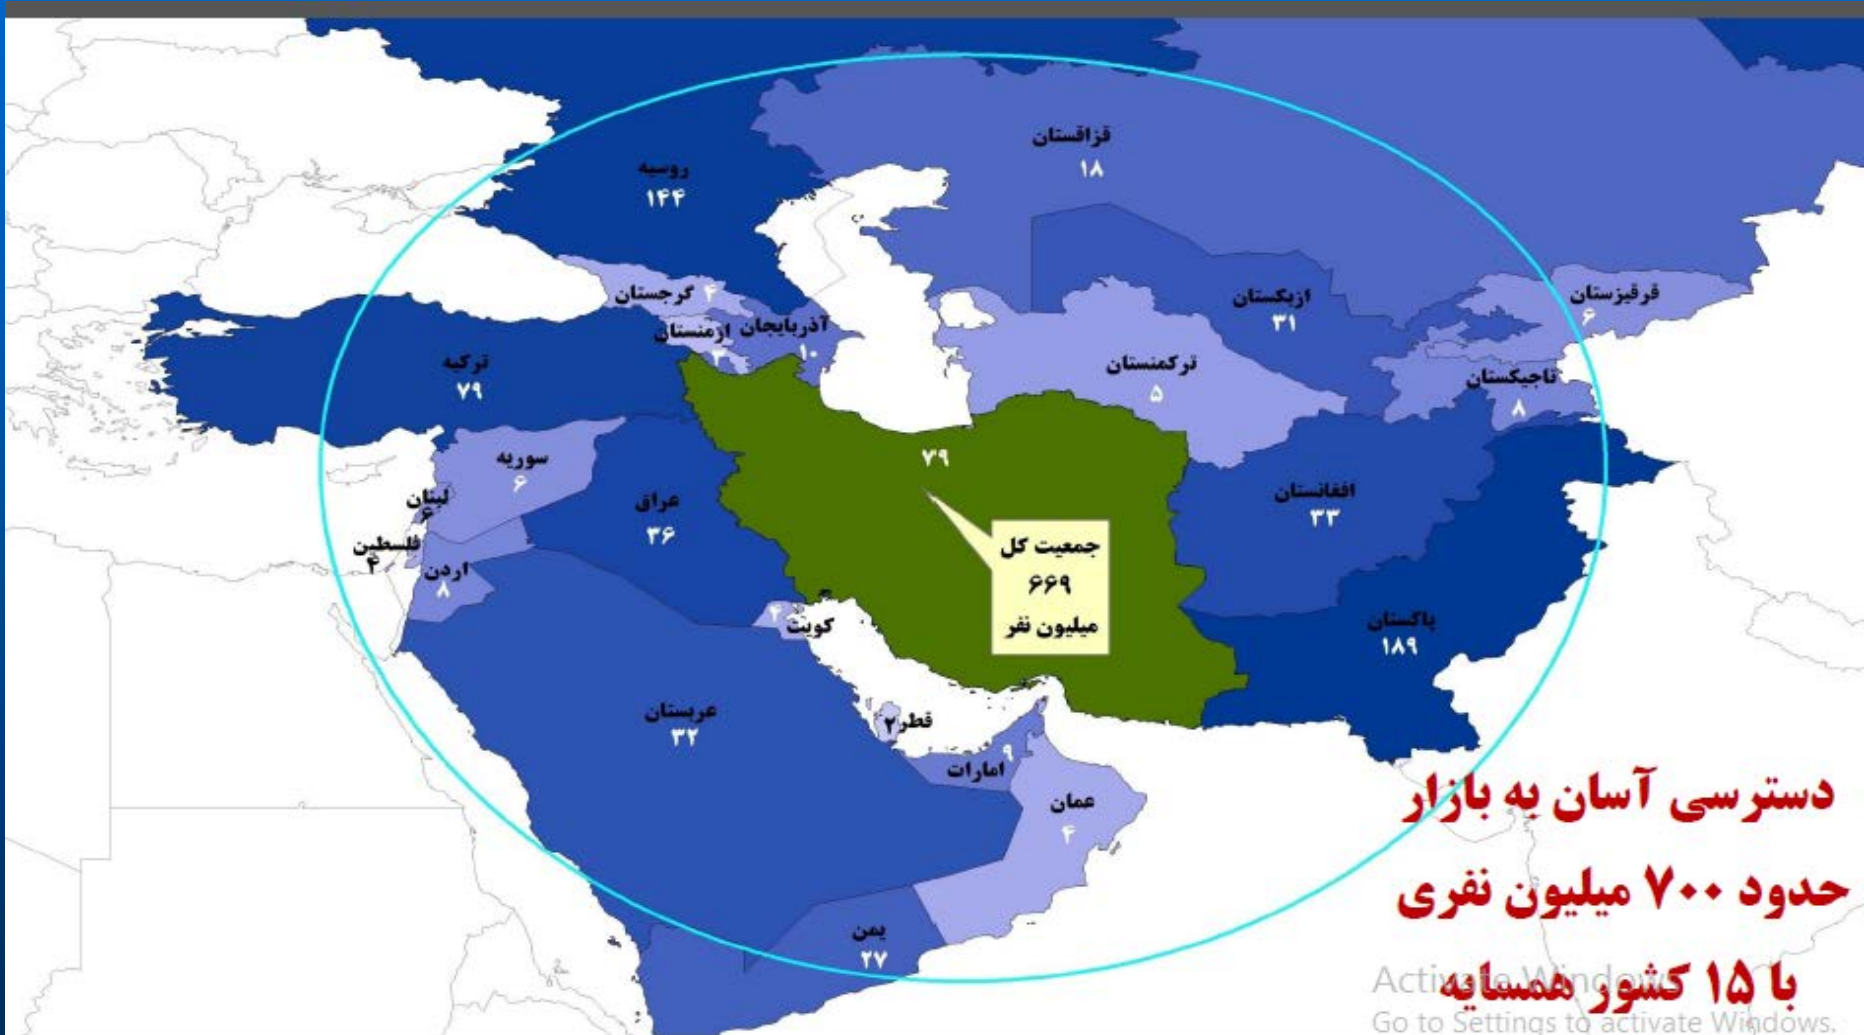 قزاقستان
۱۸
روسیه
۱۴۴
گرجستان ۴
ازبکستان
۳۱
قرقیزستان
۶
آذربایجان
۱۰
ارمنستان
۳
ترکیه
۷۹
ترکمنستان
۵
تاجیکستان
۸
سوریه
۶
۷۹
لبنان
۶
عراق
۳۶
افغانستان
۳۳
فلسطین
۴
اردن
۸
جمعیت کل
۶۶۹
میلیون نفر
کویت
۴
پاکستان
۱۸۹
عربستان
۳۲
قطر ۲
امارات
۹
عمان
۴
یمن
۲۷
دسترسی آسان به بازار
حدود ۷۰۰ میلیون نفری
با ۱۵ کشور همسایه
Activate Windows
Go to Settings to activate Windows.